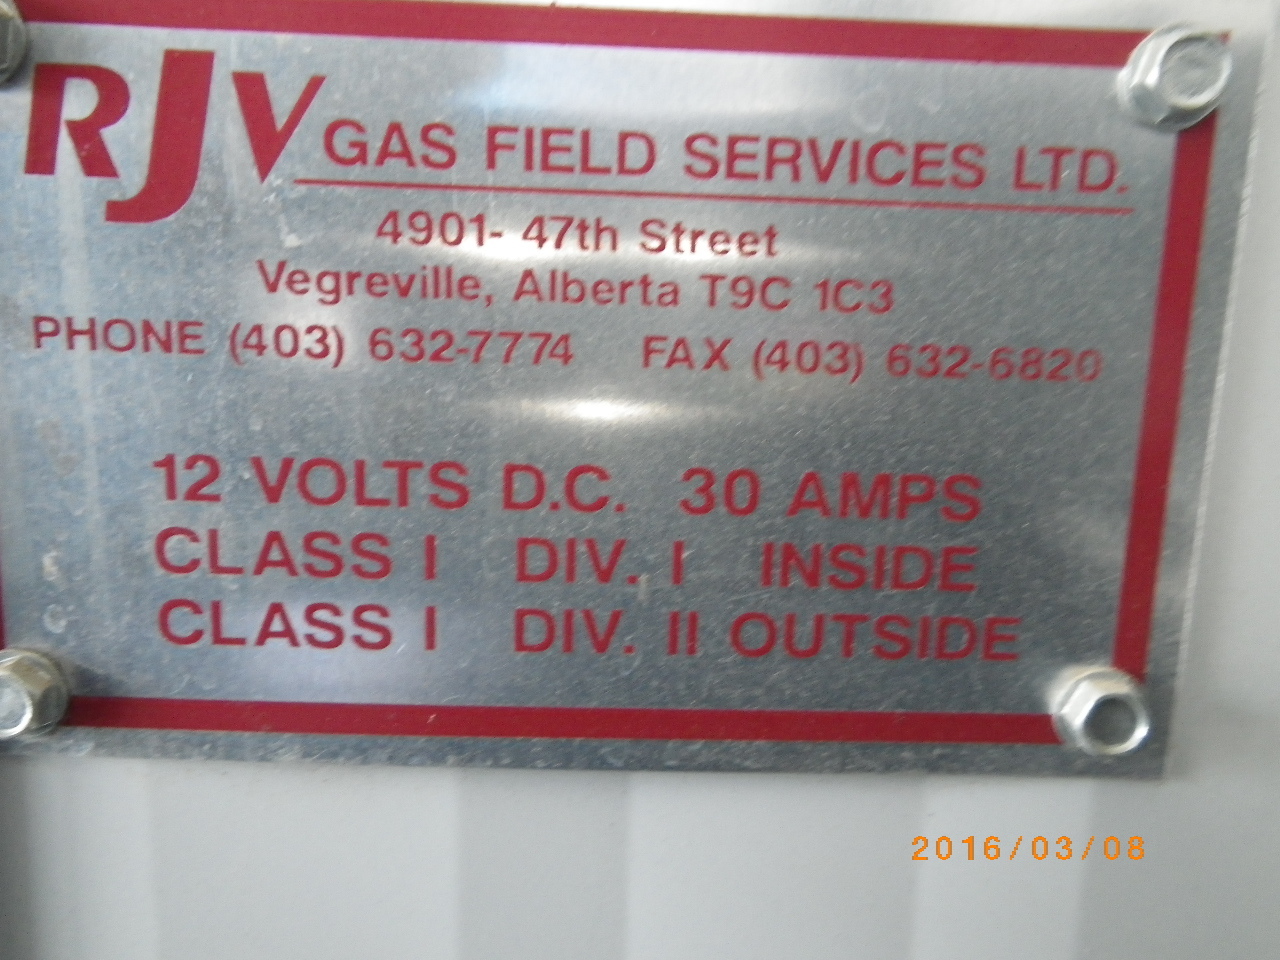 RJV GAS FIELD SERVICES LTD.
4901- 47th Street
Vegreville, Alberta T9C 1C3
PHONE (403) 632-7774 FAX (403) 632-6820
12 VOLTS D.C. 30 AMPS
CLASS I DIV. I INSIDE
CLASS I DIV. II OUTSIDE
2016/03/08